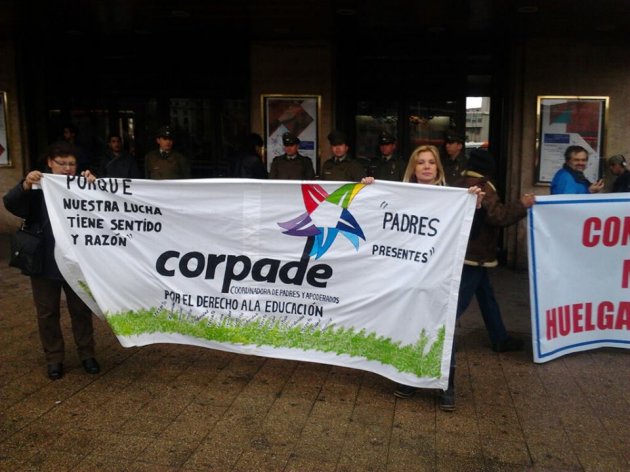 PORQUE
NUESTRA LUCHA
TIENE SENTIDO
Y RAZÓN"
"PADRES
PRESENTES"
corpade
COORDINADORA DE PADRES Y APODERADOS
POR EL DERECHO A LA EDUCACIÓN
CON
HUELGA